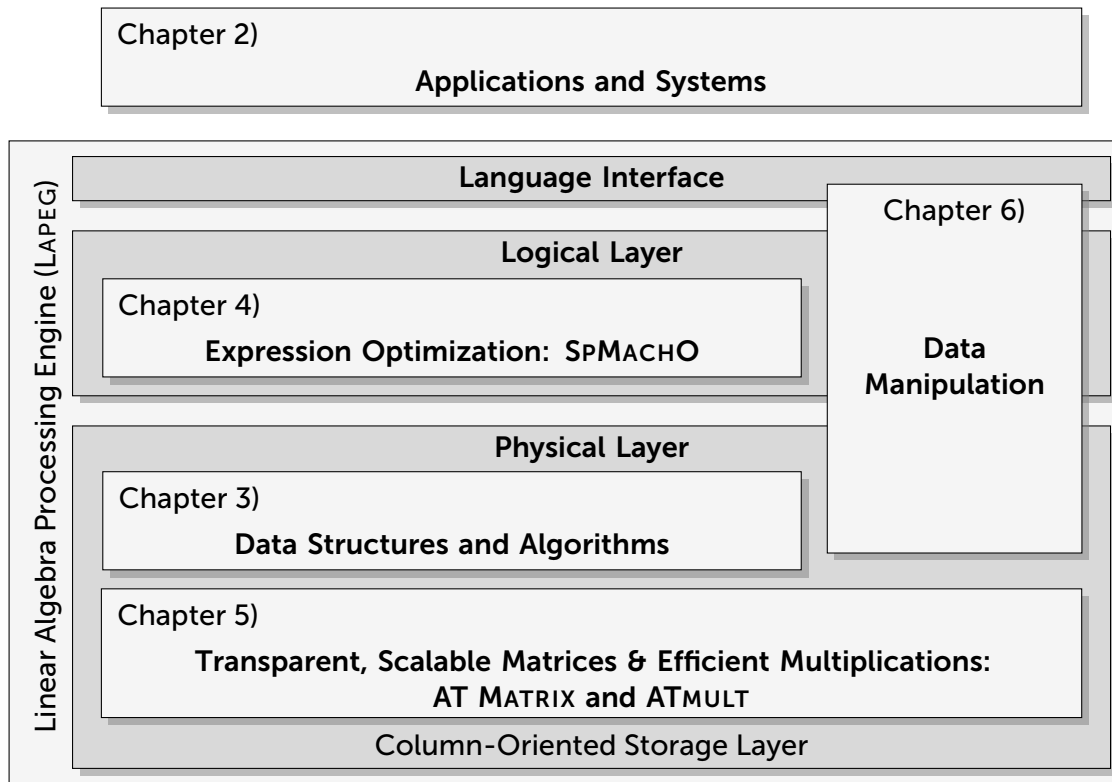 Chapter 2)
Applications and Systems
Linear Algebra Processing Engine (LAPEG)
Language Interface
Chapter 6)
Data
Manipulation
Logical Layer
Chapter 4)
Expression Optimization: SPMACHO
Physical Layer
Chapter 3)
Data Structures and Algorithms
Chapter 5)
Transparent, Scalable Matrices & Efficient Multiplications:
AT MATRIX and ATMULT
Column-Oriented Storage Layer